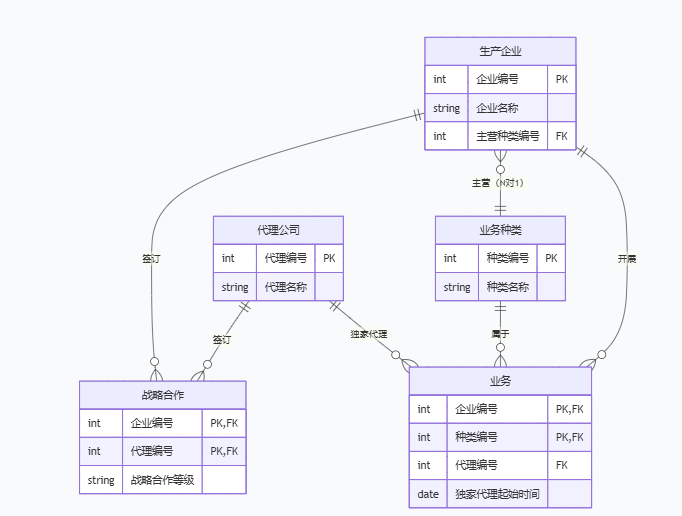 生产企业
int 企业编号 PK
string 企业名称
int 主营种类编号 FK
主营（N对1）
代理公司
int 代理编号 PK
string 代理名称
业务种类
int 种类编号 PK
string 种类名称
签订
开展
签订
独家代理
属于
战略合作
int 企业编号 PK,FK
int 代理编号 PK,FK
string 战略合作等级
业务
int 企业编号 PK,FK
int 种类编号 PK,FK
int 代理编号 FK
date 独家代理起始时间